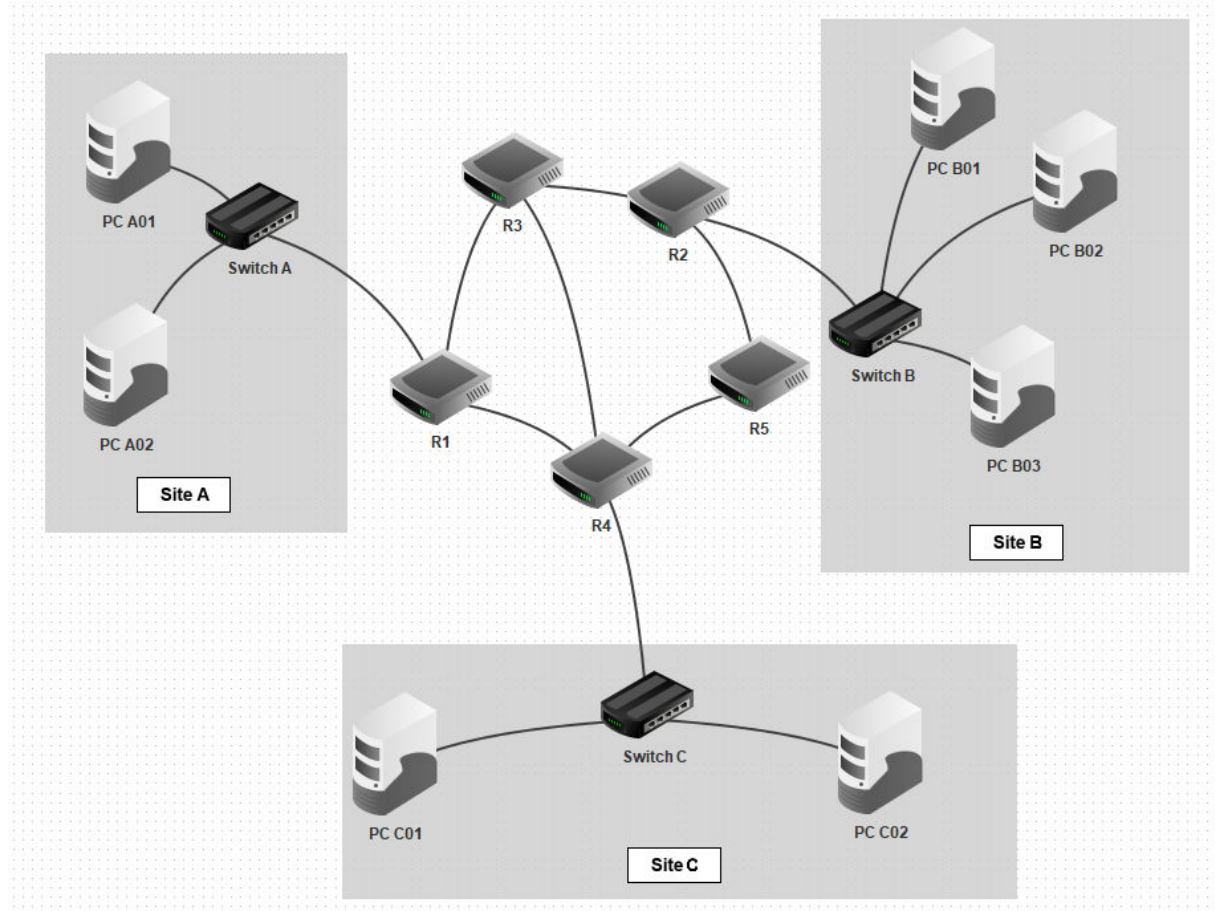 PC A01
Switch A
PC A02
Site A
R3
R2
R1
R5
R4
PC B01
PC B02
Switch B
PC B03
Site B
Switch C
PC C01
PC C02
Site C